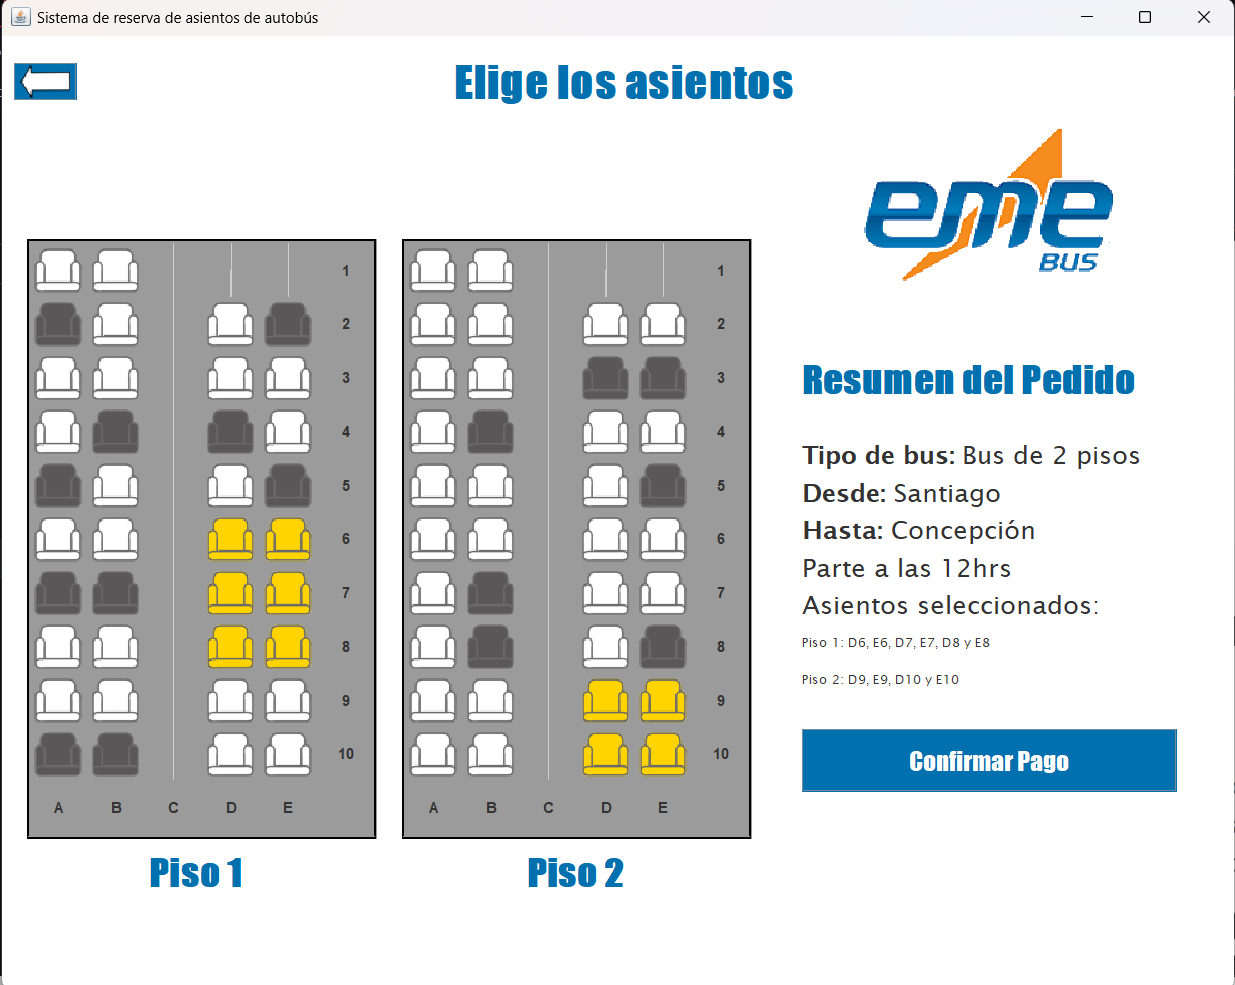 Sistema de reserva de asientos de autobús
Elige los asientos
eme
BUS
1
2
3
4
5
6
7
8
9
10
A B C D E
Piso 1
1
2
3
4
5
6
7
8
9
10
A B C D E
Piso 2
Resumen del Pedido
Tipo de bus: Bus de 2 pisos
Desde: Santiago
Hasta: Concepción
Parte a las 12hrs
Asientos seleccionados:
Piso 1: D6, E6, D7, E7, D8 y E8
Piso 2: D9, E9, D10 y E10
Confirmar Pago